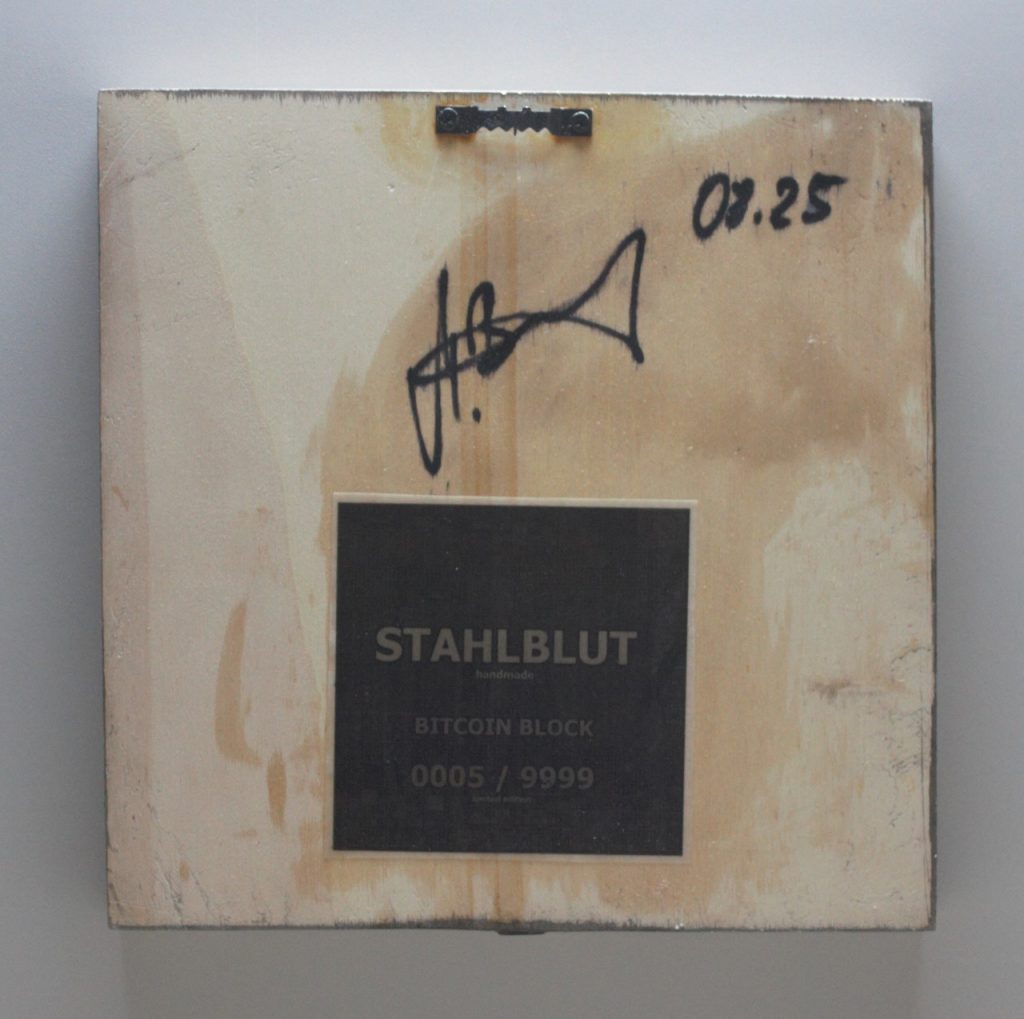 08.25
STAHLBLUT
handmade
BITCOIN BLOCK
0005 / 9999
limited edition